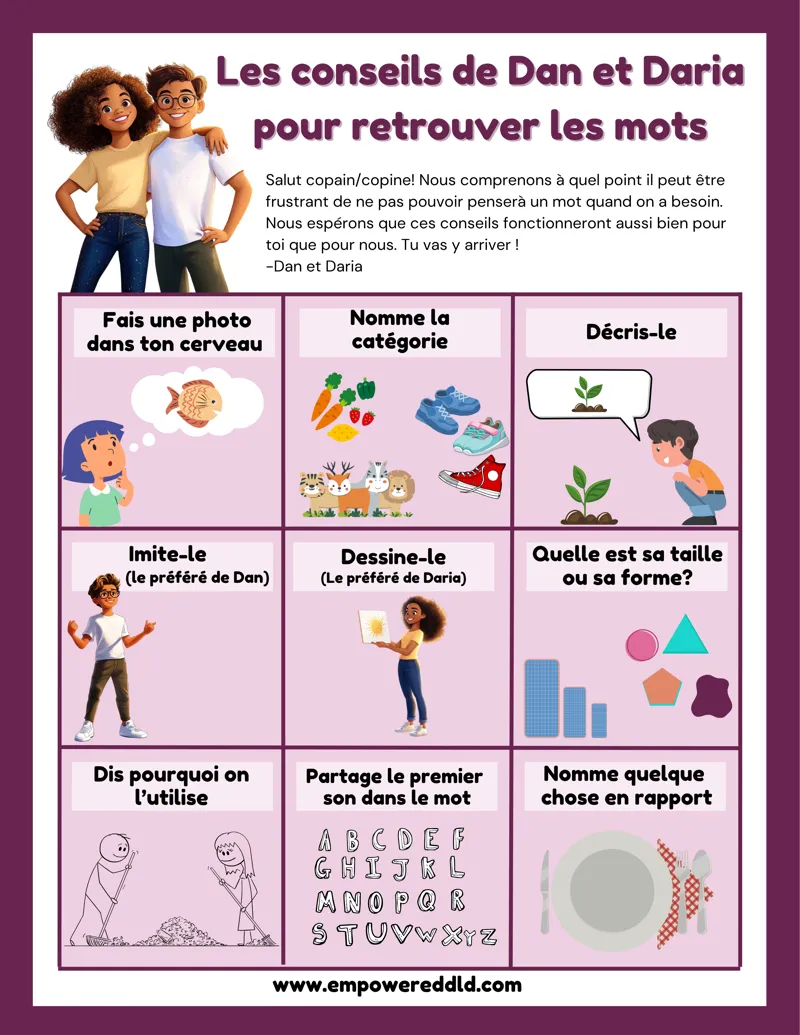 Les conseils de Dan et Daria
pour retrouver les mots
Salut copain/copine! Nous comprenons à quel point il peut être
frustrant de ne pas pouvoir penserà un mot quand on a besoin.
Nous espérons que ces conseils fonctionneront aussi bien pour
toi que pour nous. Tu vas y arriver !
-Dan et Daria
Fais une photo
dans ton cerveau
Nomme la
catégorie
Décris-le
Imite-le
(le préféré de Dan)
Dessine-le
(Le préféré de Daria)
Quelle est sa taille
ou sa forme?
Dis pourquoi on
l'utilise
Partage le premier
son dans le mot
A B C D E F
G H I J K L
M N O P Q R
S T U V W X Y Z
Nomme quelque
chose en rapport
www.empowereddld.com